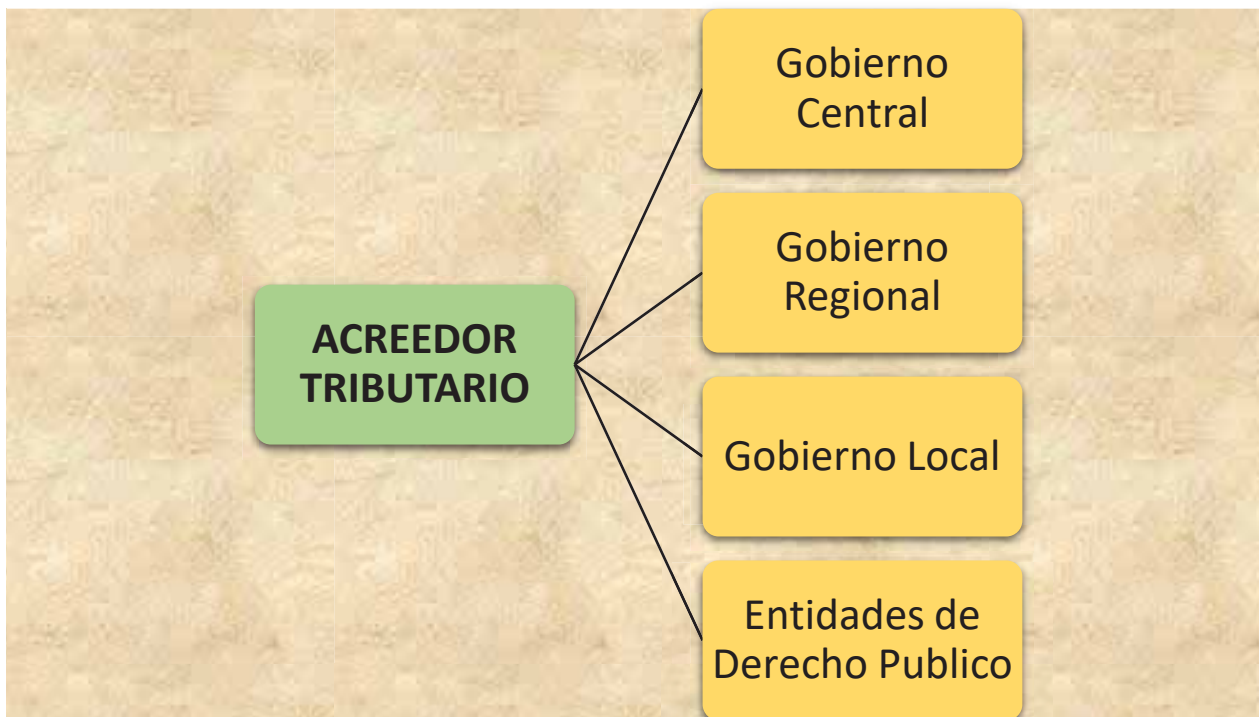 Gobierno
Central
Gobierno
Regional
ACREEDOR
TRIBUTARIO
Gobierno Local
Entidades de
Derecho Publico